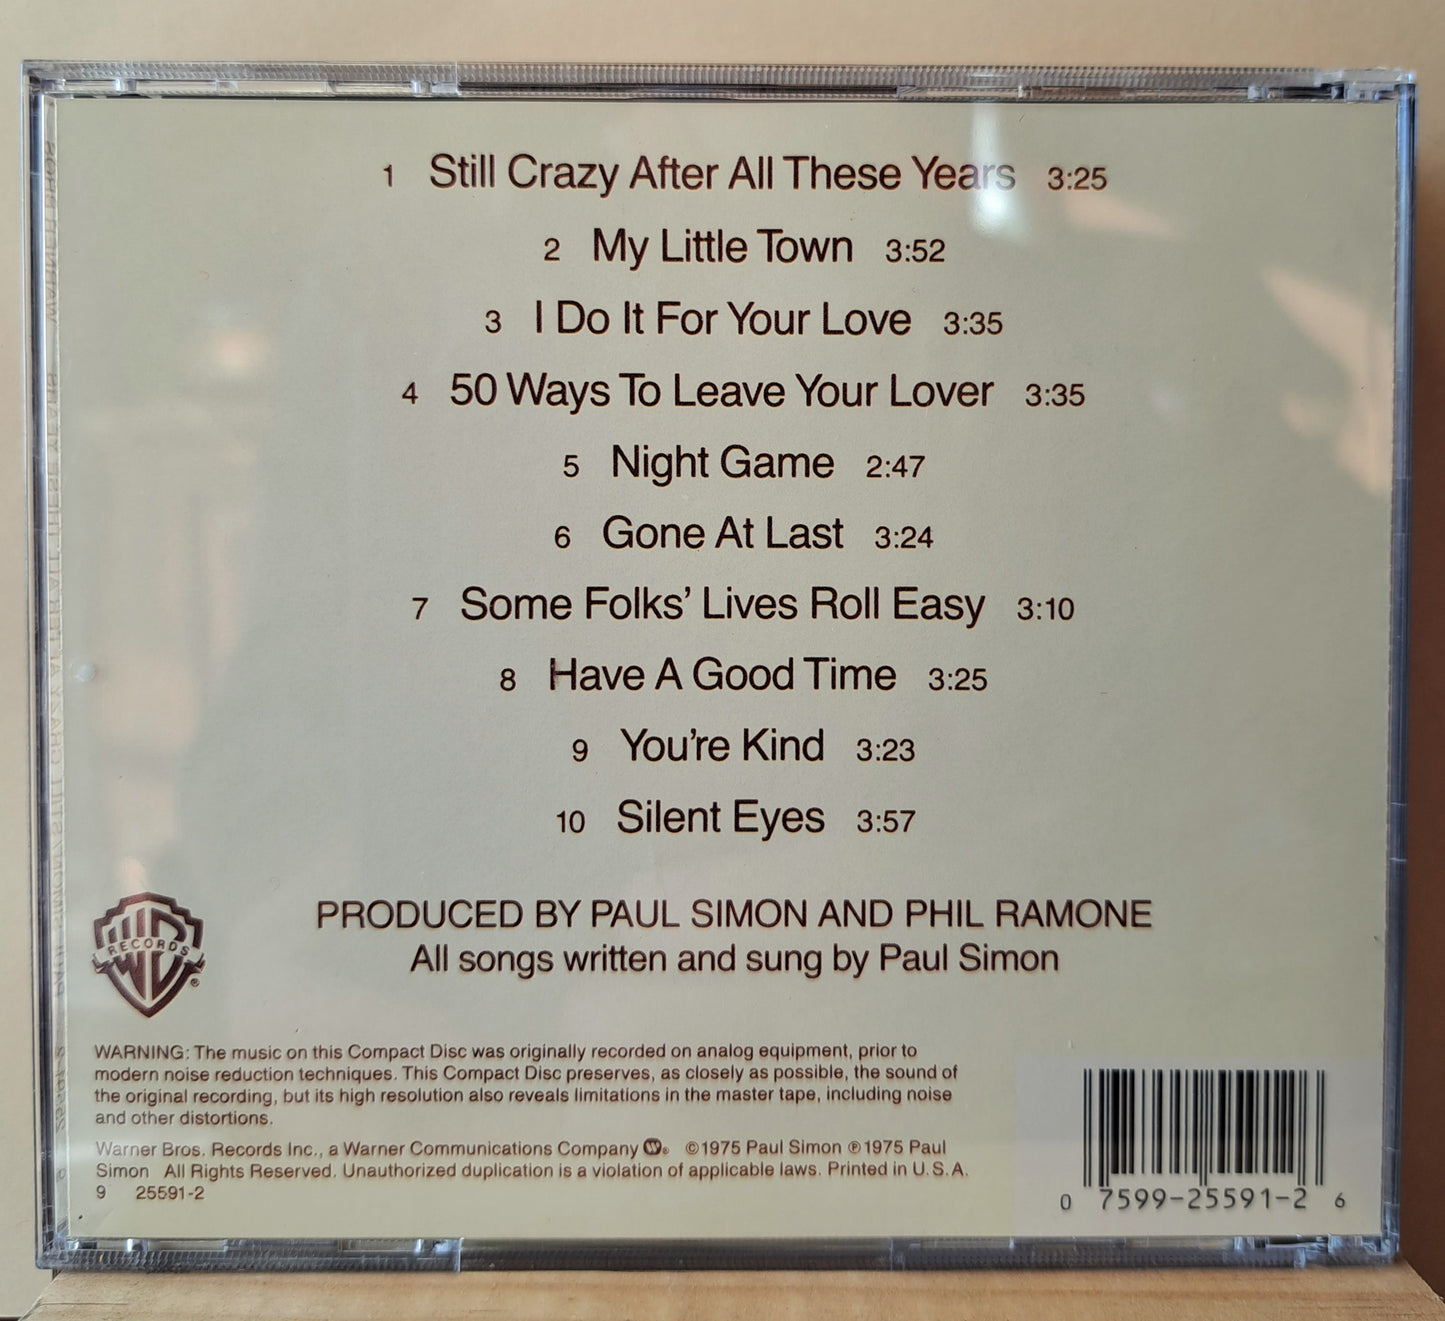 1 Still Crazy After All These Years 3:25
2 My Little Town 3:52
3 I Do It For Your Love 3:35
4 50 Ways To Leave Your Lover 3:35
5 Night Game 2:47
6 Gone At Last 3:24
7 Some Folks' Lives Roll Easy 3:10
8 Have A Good Time 3:25
9 You're Kind 3:23
10 Silent Eyes 3:57
PRODUCED BY PAUL SIMON AND PHIL RAMONE
All songs written and sung by Paul Simon
RECORDS ®
WARNING: The music on this Compact Disc was originally recorded on analog equipment, prior to
modern noise reduction techniques. This Compact Disc preserves, as closely as possible, the sound of
the original recording, but its high resolution also reveals limitations in the master tape, including noise
and other distortions.
Warner Bros. Records Inc., a Warner Communications Company ®  ©1975 Paul Simon ℗1975 Paul
Simon All Rights Reserved. Unauthorized duplication is a violation of applicable laws. Printed in U.S.A.
9 25591-2
0 7599-25591-2 6